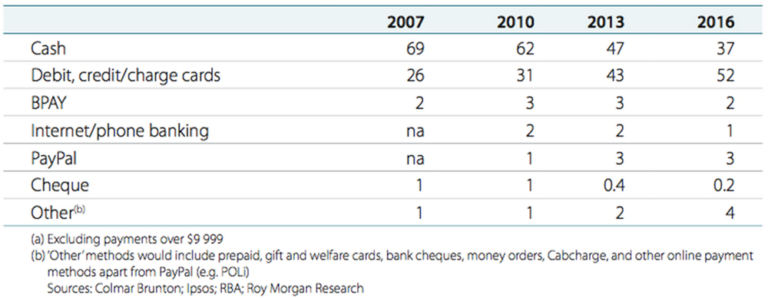 2007 2010 2013 2016
Cash 69 62 47 37
Debit, credit/charge cards 26 31 43 52
BPAY 2 3 3 2
Internet/phone banking na 2 2 1
PayPal na 1 3 3
Cheque 1 1 0.4 0.2
Other(b) 1 1 2 4
(a) Excluding payments over $9 999
(b) 'Other' methods would include prepaid, gift and welfare cards, bank cheques, money orders, Cabcharge, and other online payment
methods apart from PayPal (e.g. POLi)
Sources: Colmar Brunton; Ipsos; RBA; Roy Morgan Research